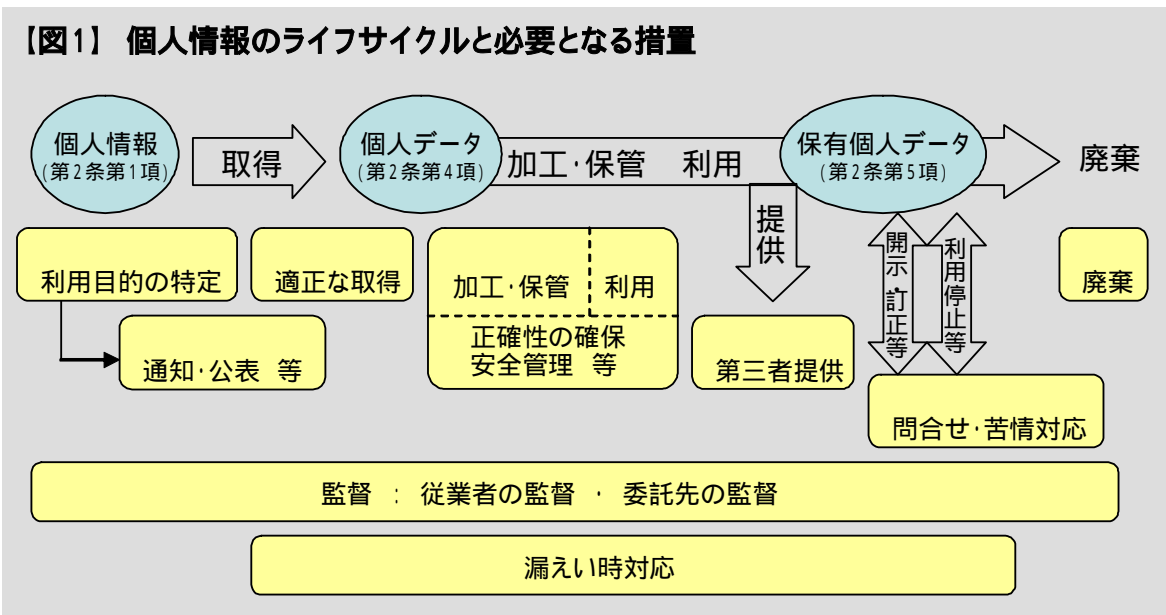 【図1】 個人情報のライフサイクルと必要となる措置
個人情報
(第2条第1項)
取得
個人データ
(第2条第4項)
加工・保管 利用
保有個人データ
(第2条第5項)
廃棄
提供
開示・訂正等
利用停止等
利用目的の特定
適正な取得
加工・保管
利用
正確性の確保
安全管理 等
廃棄
通知・公表 等
第三者提供
問合せ・苦情対応
監督 : 従業者の監督 ・ 委託先の監督
漏えい時対応